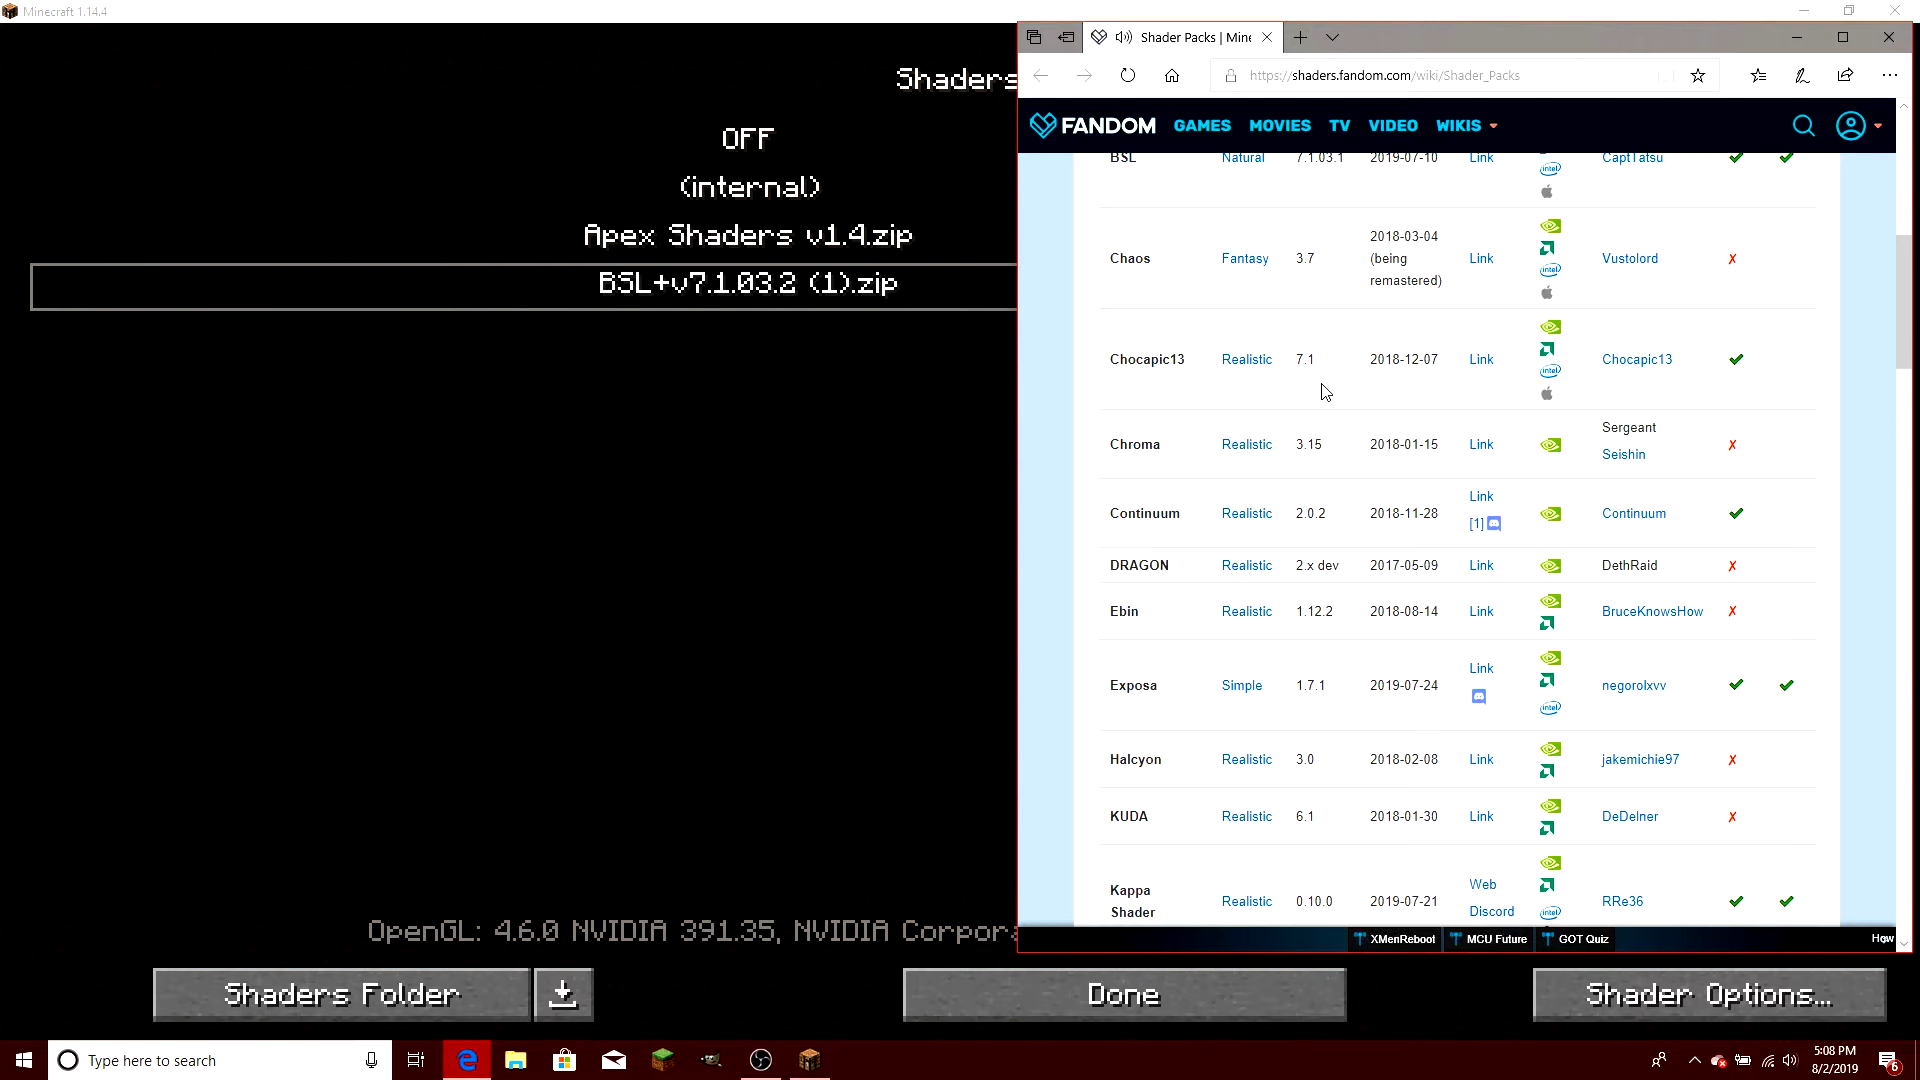 Minecraft 1.14.4
Shaders
OFF
(internal)
Apex Shaders v1.4.zip
BSL+v7.1.03.2 (1).zip
OpenGL: 4.6.0 NVIDIA 391.35, NVIDIA Corpora
Shaders Folder
Done
Shader Options...
Shader Packs | Mine
https://shaders.fandom.com/wiki/Shader_Packs
FANDOM GAMES MOVIES TV VIDEO WIKIS
BSL Natural 7.1.03.1 2019-07-10 Link intel CaptTatsu
Chaos Fantasy 3.7 2018-03-04 (being remastered) Link intel Vustolord
Chocapic13 Realistic 7.1 2018-12-07 Link intel Chocapic13
Chroma Realistic 3.15 2018-01-15 Link Sergeant Seishin
Continuum Realistic 2.0.2 2018-11-28 Link [1] Continuum
DRAGON Realistic 2.x dev 2017-05-09 Link DethRaid
Ebin Realistic 1.12.2 2018-08-14 Link BruceKnowsHow
Exposa Simple 1.7.1 2019-07-24 Link intel negorolxvv
Halcyon Realistic 3.0 2018-02-08 Link jakemichie97
KUDA Realistic 6.1 2018-01-30 Link DeDelner
Kappa Shader Realistic 0.10.0 2019-07-21 Web Discord intel RRe36
XMenReboot MCU Future GOT Quiz
Type here to search
5:08 PM
8/2/2019
6